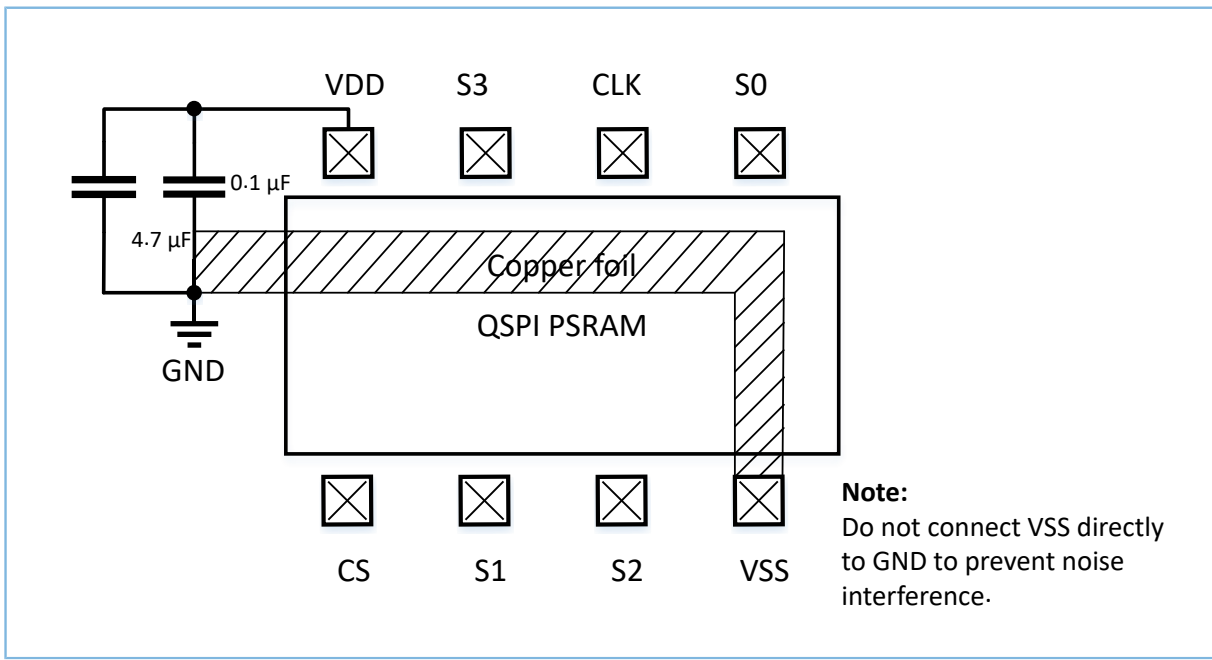 VDD
S3
CLK
S0
0.1 µF
4.7 µF
Copper foil
QSPI PSRAM
GND
CS
S1
S2
VSS
Note:
Do not connect VSS directly
to GND to prevent noise
interference.